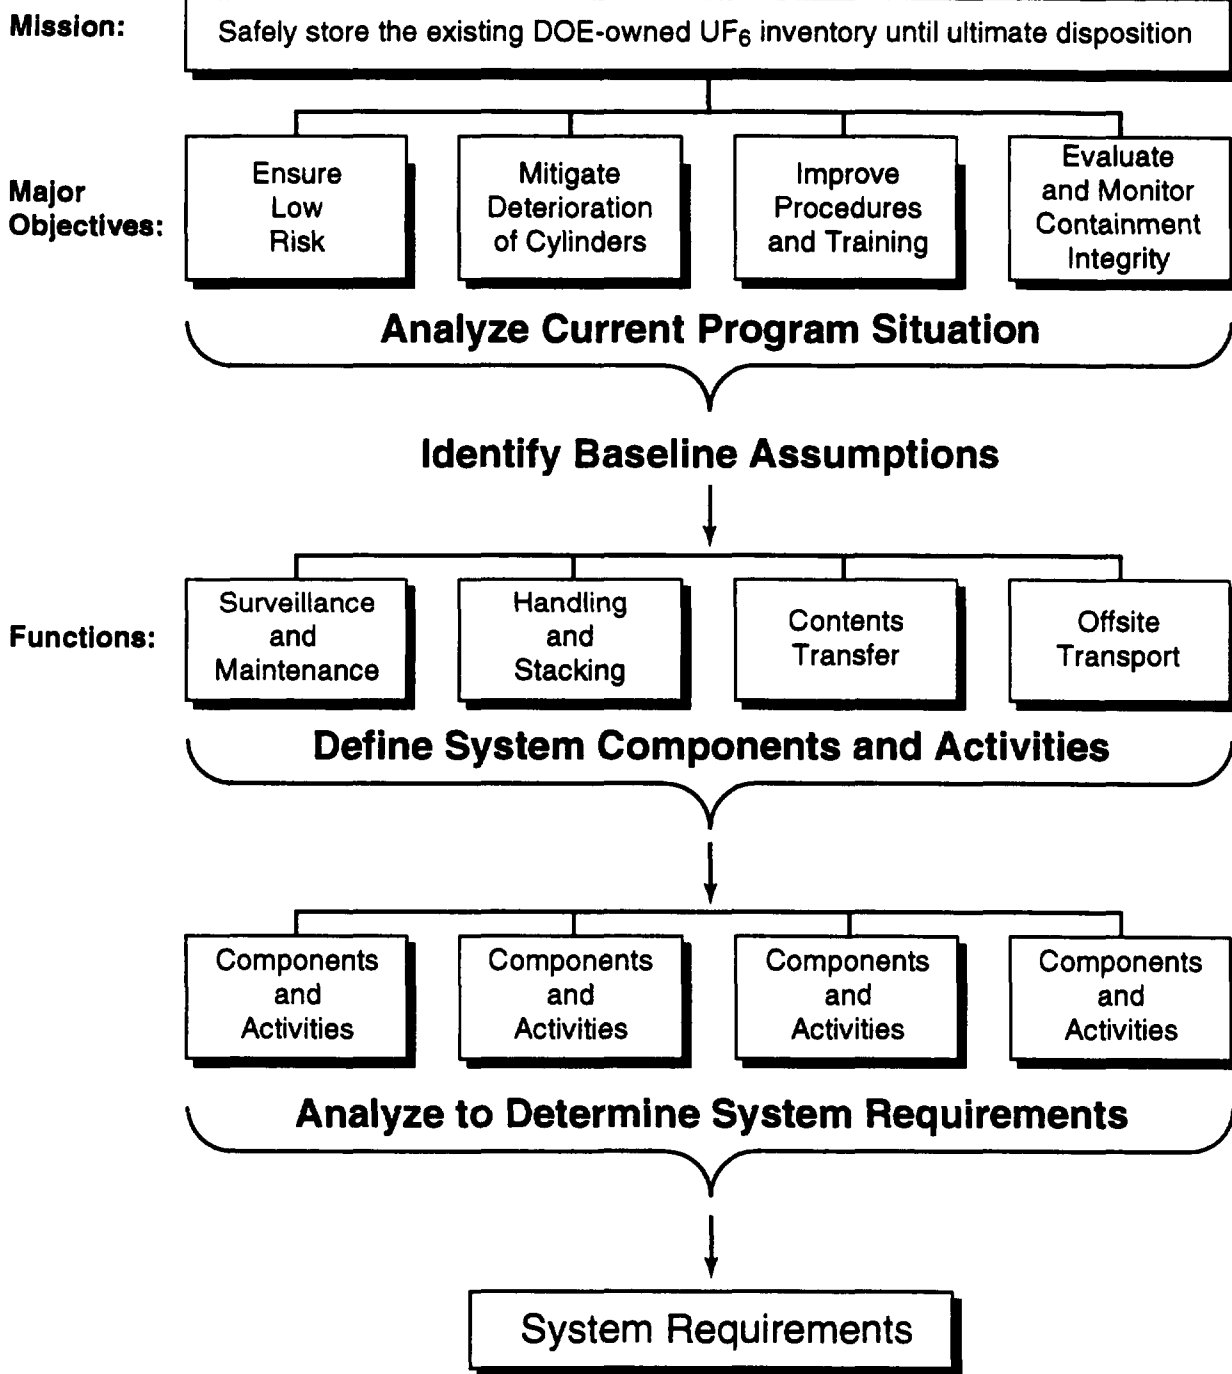 Mission:
Safely store the existing DOE-owned UF6 inventory until ultimate disposition
Major
Objectives:
Ensure
Low
Risk
Mitigate
Deterioration
of Cylinders
Improve
Procedures
and Training
Evaluate
and Monitor
Containment
Integrity
Analyze Current Program Situation
Identify Baseline Assumptions
Functions:
Surveillance
and
Maintenance
Handling
and
Stacking
Contents
Transfer
Offsite
Transport
Define System Components and Activities
Components
and
Activities
Components
and
Activities
Components
and
Activities
Components
and
Activities
Analyze to Determine System Requirements
System Requirements